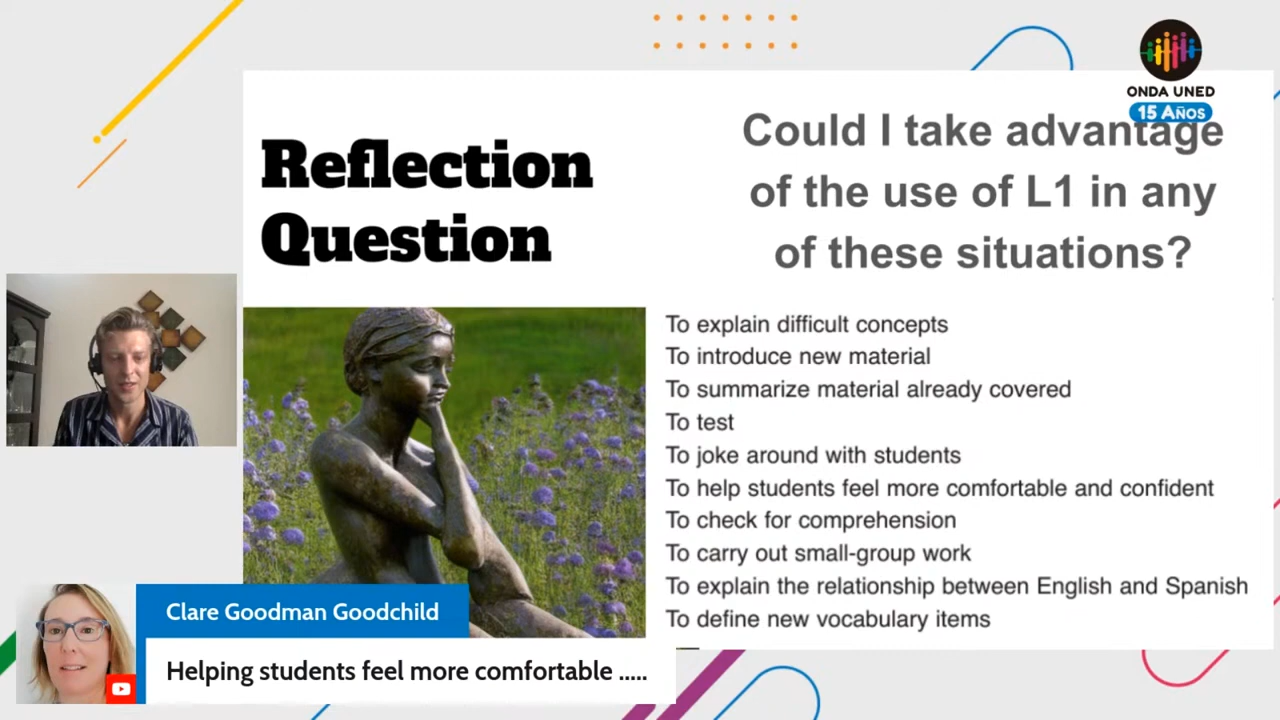 ONDA UNED
15 AÑOS
Reflection
Question
Could I take advantage
of the use of L1 in any
of these situations?
To explain difficult concepts
To introduce new material
To summarize material already covered
To test
To joke around with students
To help students feel more comfortable and confident
To check for comprehension
To carry out small-group work
To explain the relationship between English and Spanish
To define new vocabulary items
Clare Goodman Goodchild
Helping students feel more comfortable .....